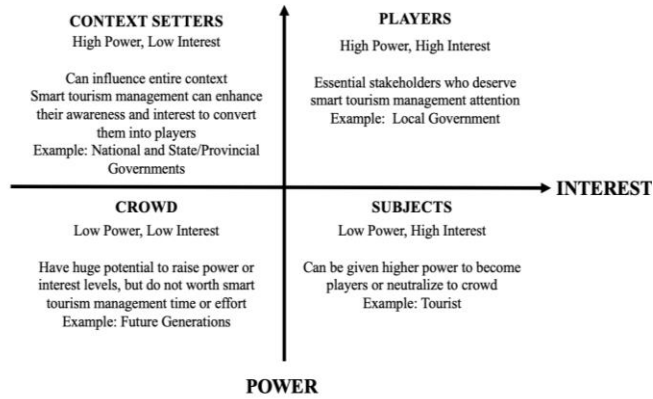 CONTEXT SETTERS
High Power, Low Interest
Can influence entire context
Smart tourism management can enhance
their awareness and interest to convert
them into players
Example: National and State/Provincial
Governments
PLAYERS
High Power, High Interest
Essential stakeholders who deserve
smart tourism management attention
Example: Local Government
INTEREST
CROWD
Low Power, Low Interest
Have huge potential to raise power or
interest levels, but do not worth smart
tourism management time or effort
Example: Future Generations
SUBJECTS
Low Power, High Interest
Can be given higher power to become
players or neutralize to crowd
Example: Tourist
POWER